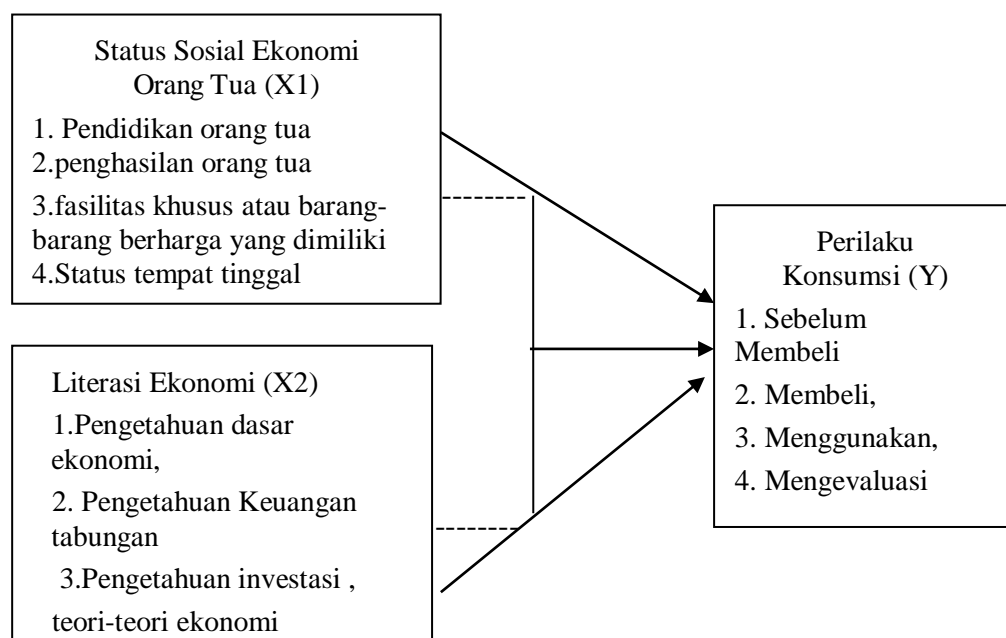 Status Sosial Ekonomi
Orang Tua (X1)
1. Pendidikan orang tua
2.penghasilan orang tua
3.fasilitas khusus atau barang-
barang berharga yang dimiliki
4.Status tempat tinggal
Literasi Ekonomi (X2)
1.Pengetahuan dasar
ekonomi,
2. Pengetahuan Keuangan
tabungan
3.Pengetahuan investasi ,
teori-teori ekonomi
Perilaku
Konsumsi (Y)
1. Sebelum
Membeli
2. Membeli,
3. Menggunakan,
4. Mengevaluasi